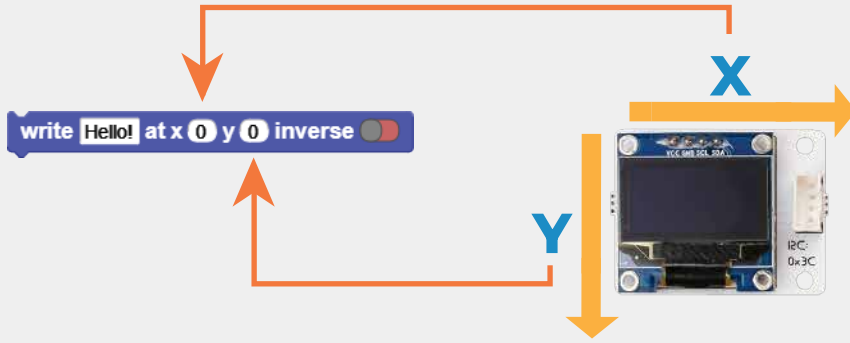 X
write Hello! at x 0 y 0 inverse
VCC GND SCL SDA
Y
I2C:
0x3C